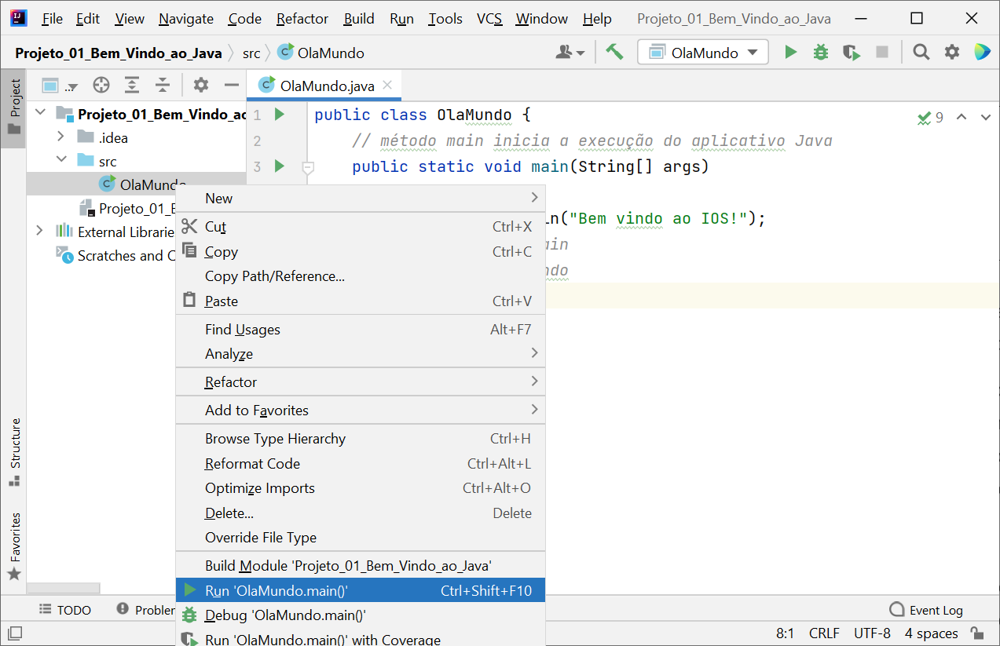 File Edit View Navigate Code Refactor Build Run Tools VCS Window Help Projeto_01_Bem_Vindo_ao_Java
Projeto_01_Bem_Vindo_ao_Java src OlaMundo OlaMundo
Project
... OlaMundo.java
Projeto_01_Bem_Vindo_ao
.idea
src
OlaMundo
Projeto_01_B
External Librarie
Scratches and C
1 public class OlaMundo {
2 // método main inicia a execução do aplicativo Java
3 public static void main(String[] args)
ln("Bem vindo ao IOS!");
ain
ndo
9
New
Cut Ctrl+X
Copy Ctrl+C
Copy Path/Reference...
Paste Ctrl+V
Find Usages Alt+F7
Analyze
Refactor
Add to Favorites
Browse Type Hierarchy Ctrl+H
Reformat Code Ctrl+Alt+L
Optimize Imports Ctrl+Alt+O
Delete... Delete
Override File Type
Build Module 'Projeto_01_Bem_Vindo_ao_Java'
Run 'OlaMundo.main()' Ctrl+Shift+F10
Debug 'OlaMundo.main()'
Run 'OlaMundo.main()' with Coverage
Structure
Favorites
TODO Problem Event Log
8:1 CRLF UTF-8 4 spaces